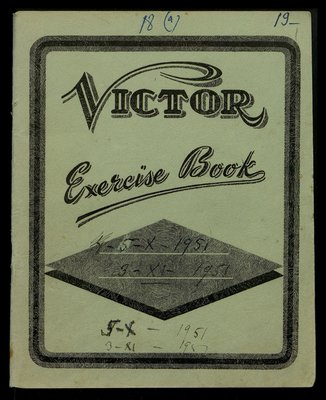 18 (a)
19-
VICTOR
Exercise Book
5-X-1951
3-XI-1951
5-X - 1951
3-XI - 1951